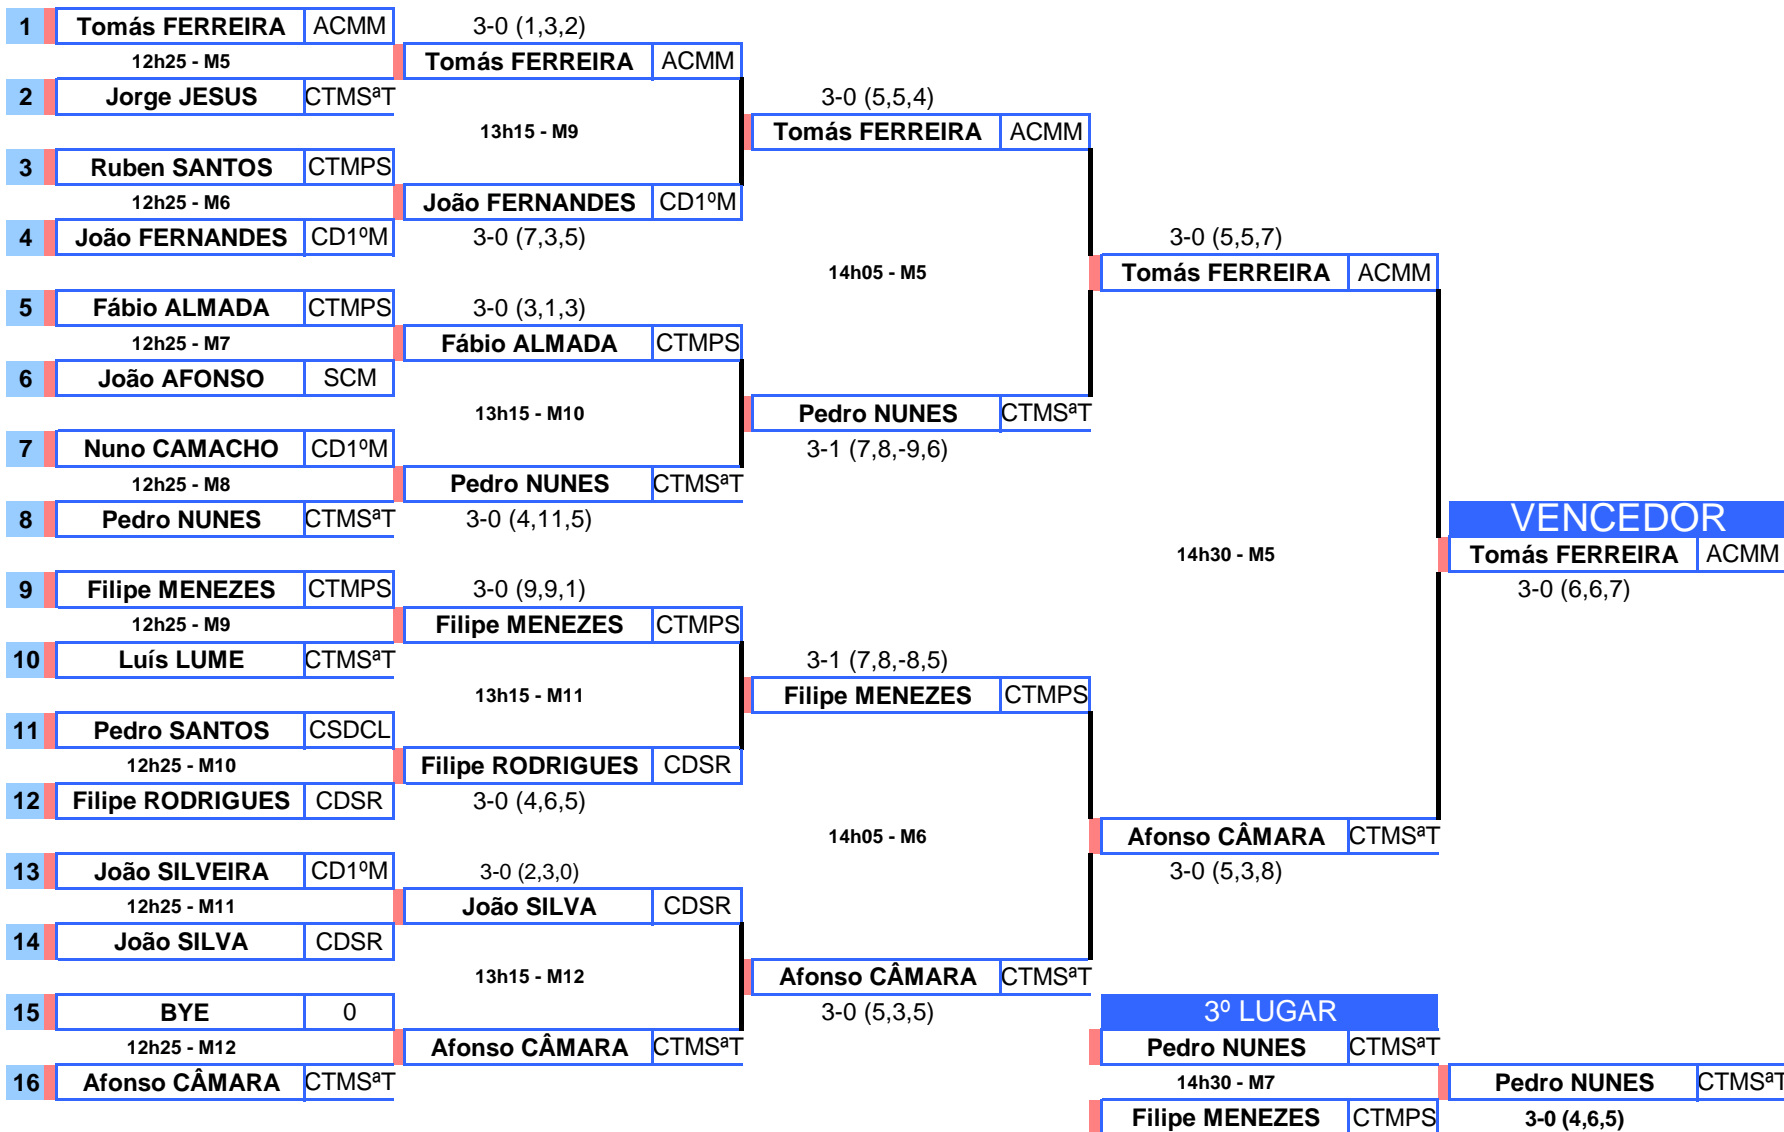 1 Tomás FERREIRA ACMM 3-0 (1,3,2)
12h25 - M5 Tomás FERREIRA ACMM
2 Jorge JESUS CTMSªT 3-0 (5,5,4)
13h15 - M9 Tomás FERREIRA ACMM
3 Ruben SANTOS CTMPS
12h25 - M6 João FERNANDES CD1ºM
4 João FERNANDES CD1ºM 3-0 (7,3,5) 3-0 (5,5,7)
14h05 - M5 Tomás FERREIRA ACMM
5 Fábio ALMADA CTMPS 3-0 (3,1,3)
12h25 - M7 Fábio ALMADA CTMPS
6 João AFONSO SCM
13h15 - M10 Pedro NUNES CTMSªT
7 Nuno CAMACHO CD1ºM 3-1 (7,8,-9,6)
12h25 - M8 Pedro NUNES CTMSªT
8 Pedro NUNES CTMSªT 3-0 (4,11,5) VENCEDOR
14h30 - M5 Tomás FERREIRA ACMM
9 Filipe MENEZES CTMPS 3-0 (9,9,1) 3-0 (6,6,7)
12h25 - M9 Filipe MENEZES CTMPS
10 Luís LUME CTMSªT 3-1 (7,8,-8,5)
13h15 - M11 Filipe MENEZES CTMPS
11 Pedro SANTOS CSDCL
12h25 - M10 Filipe RODRIGUES CDSR
12 Filipe RODRIGUES CDSR 3-0 (4,6,5)
14h05 - M6 Afonso CÂMARA CTMSªT
13 João SILVEIRA CD1ºM 3-0 (2,3,0) 3-0 (5,3,8)
12h25 - M11 João SILVA CDSR
14 João SILVA CDSR
13h15 - M12 Afonso CÂMARA CTMSªT
15 BYE 0 3-0 (5,3,5) 3º LUGAR
12h25 - M12 Afonso CÂMARA CTMSªT Pedro NUNES CTMSªT
16 Afonso CÂMARA CTMSªT 14h30 - M7 Pedro NUNES CTMSªT
Filipe MENEZES CTMPS 3-0 (4,6,5)